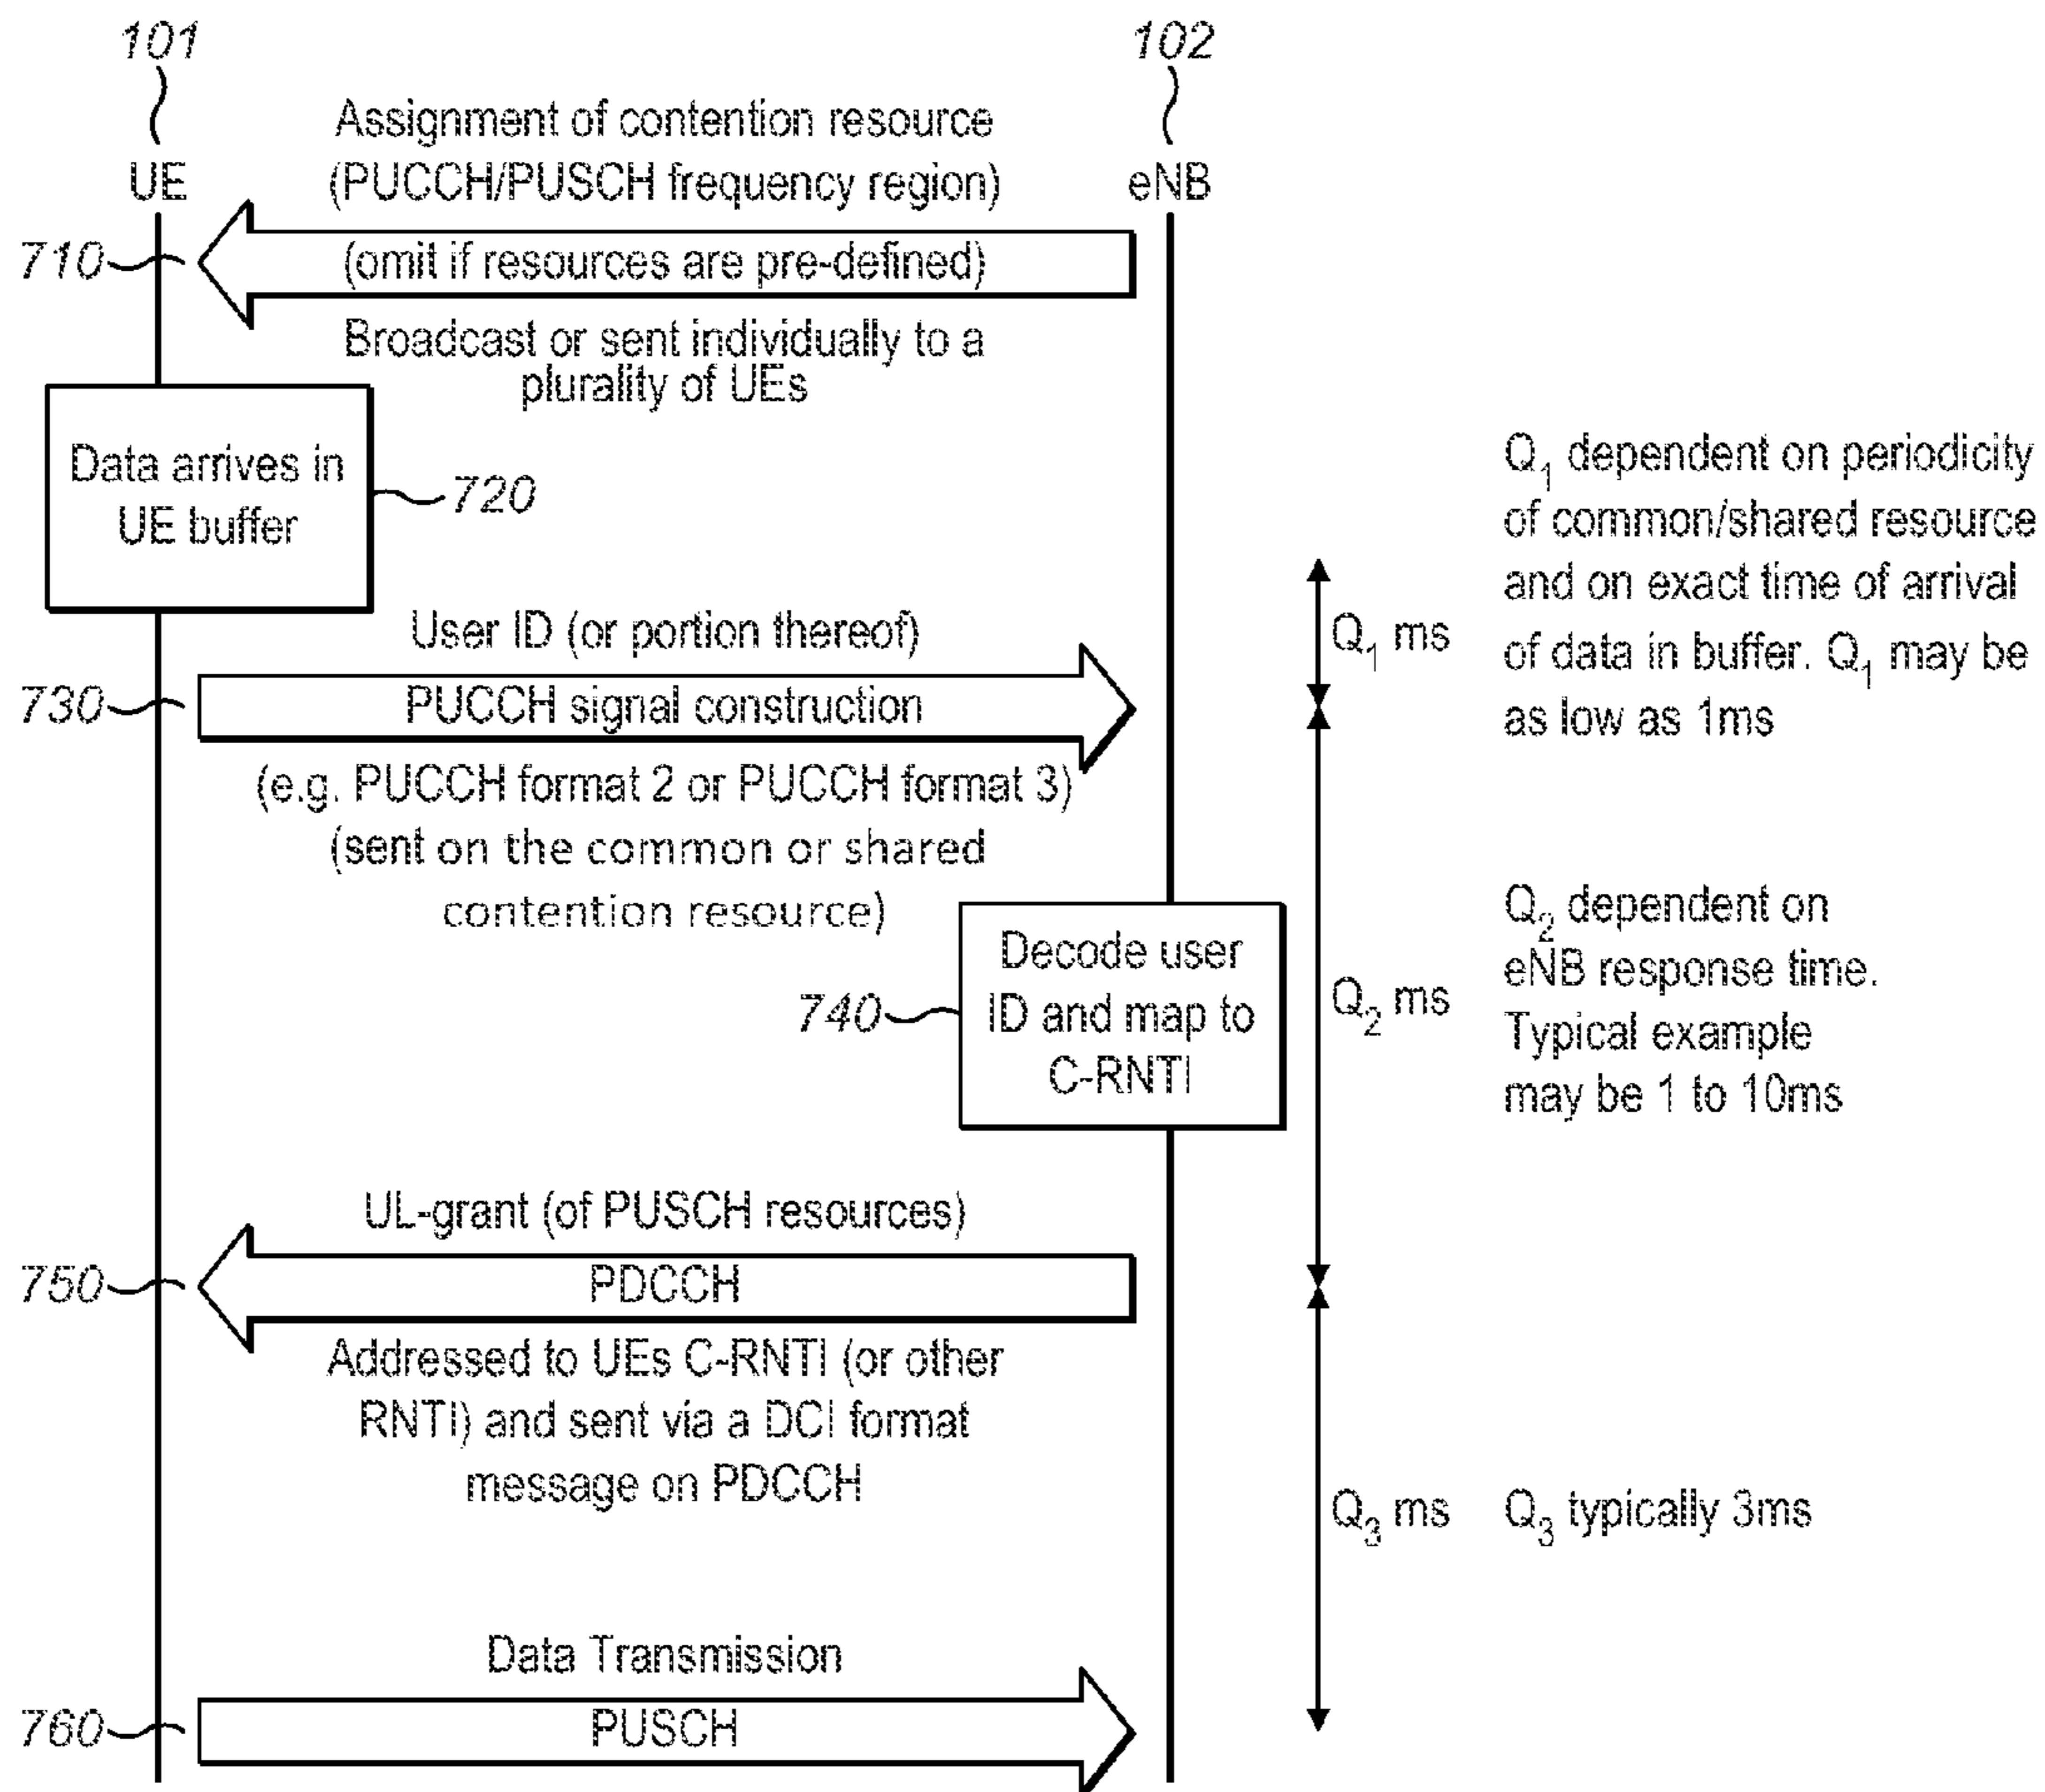 101
102
UE
eNB
Assignment of contention resource
(PUCCH/PUSCH frequency region)
710
(omit if resources are pre-defined)
Broadcast or sent individually to a
plurality of UEs
Data arrives in
UE buffer
720
User ID (or portion thereof)
730
PUCCH signal construction
(e.g. PUCCH format 2 or PUCCH format 3)
(sent on the common or shared
contention resource)
Q1 ms
Q1 dependent on periodicity
of common/shared resource
and on exact time of arrival
of data in buffer. Q1 may be
as low as 1ms
740
Decode user
ID and map to
C-RNTI
Q2 ms
Q2 dependent on
eNB response time.
Typical example
may be 1 to 10ms
UL-grant (of PUSCH resources)
750
PDCCH
Addressed to UEs C-RNTI (or other
RNTI) and sent via a DCI format
message on PDCCH
Q3 ms
Q3 typically 3ms
Data Transmission
760
PUSCH